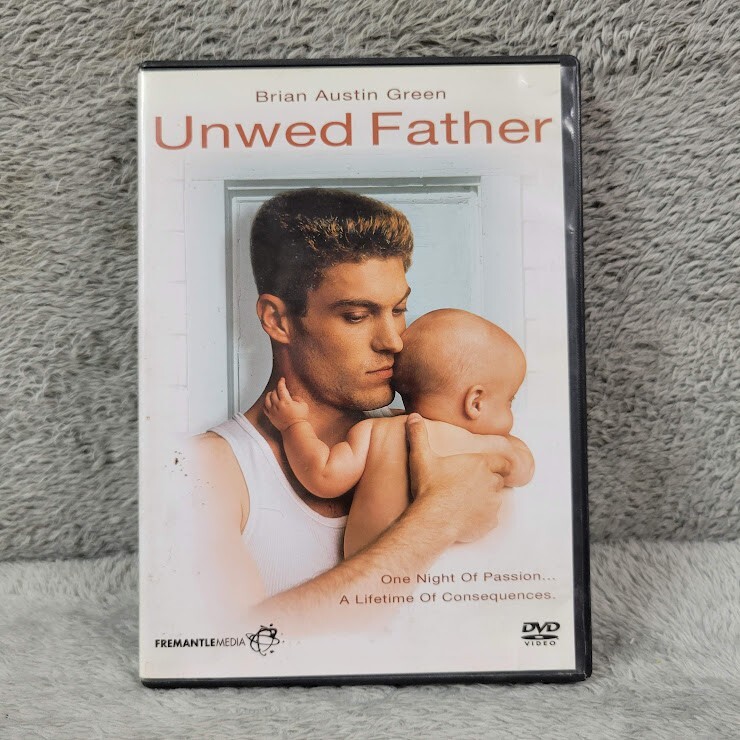 Brian Austin Green
Unwed Father
One Night Of Passion...
A Lifetime Of Consequences.
FREMANTLEMEDIA
DVD
VIDEO